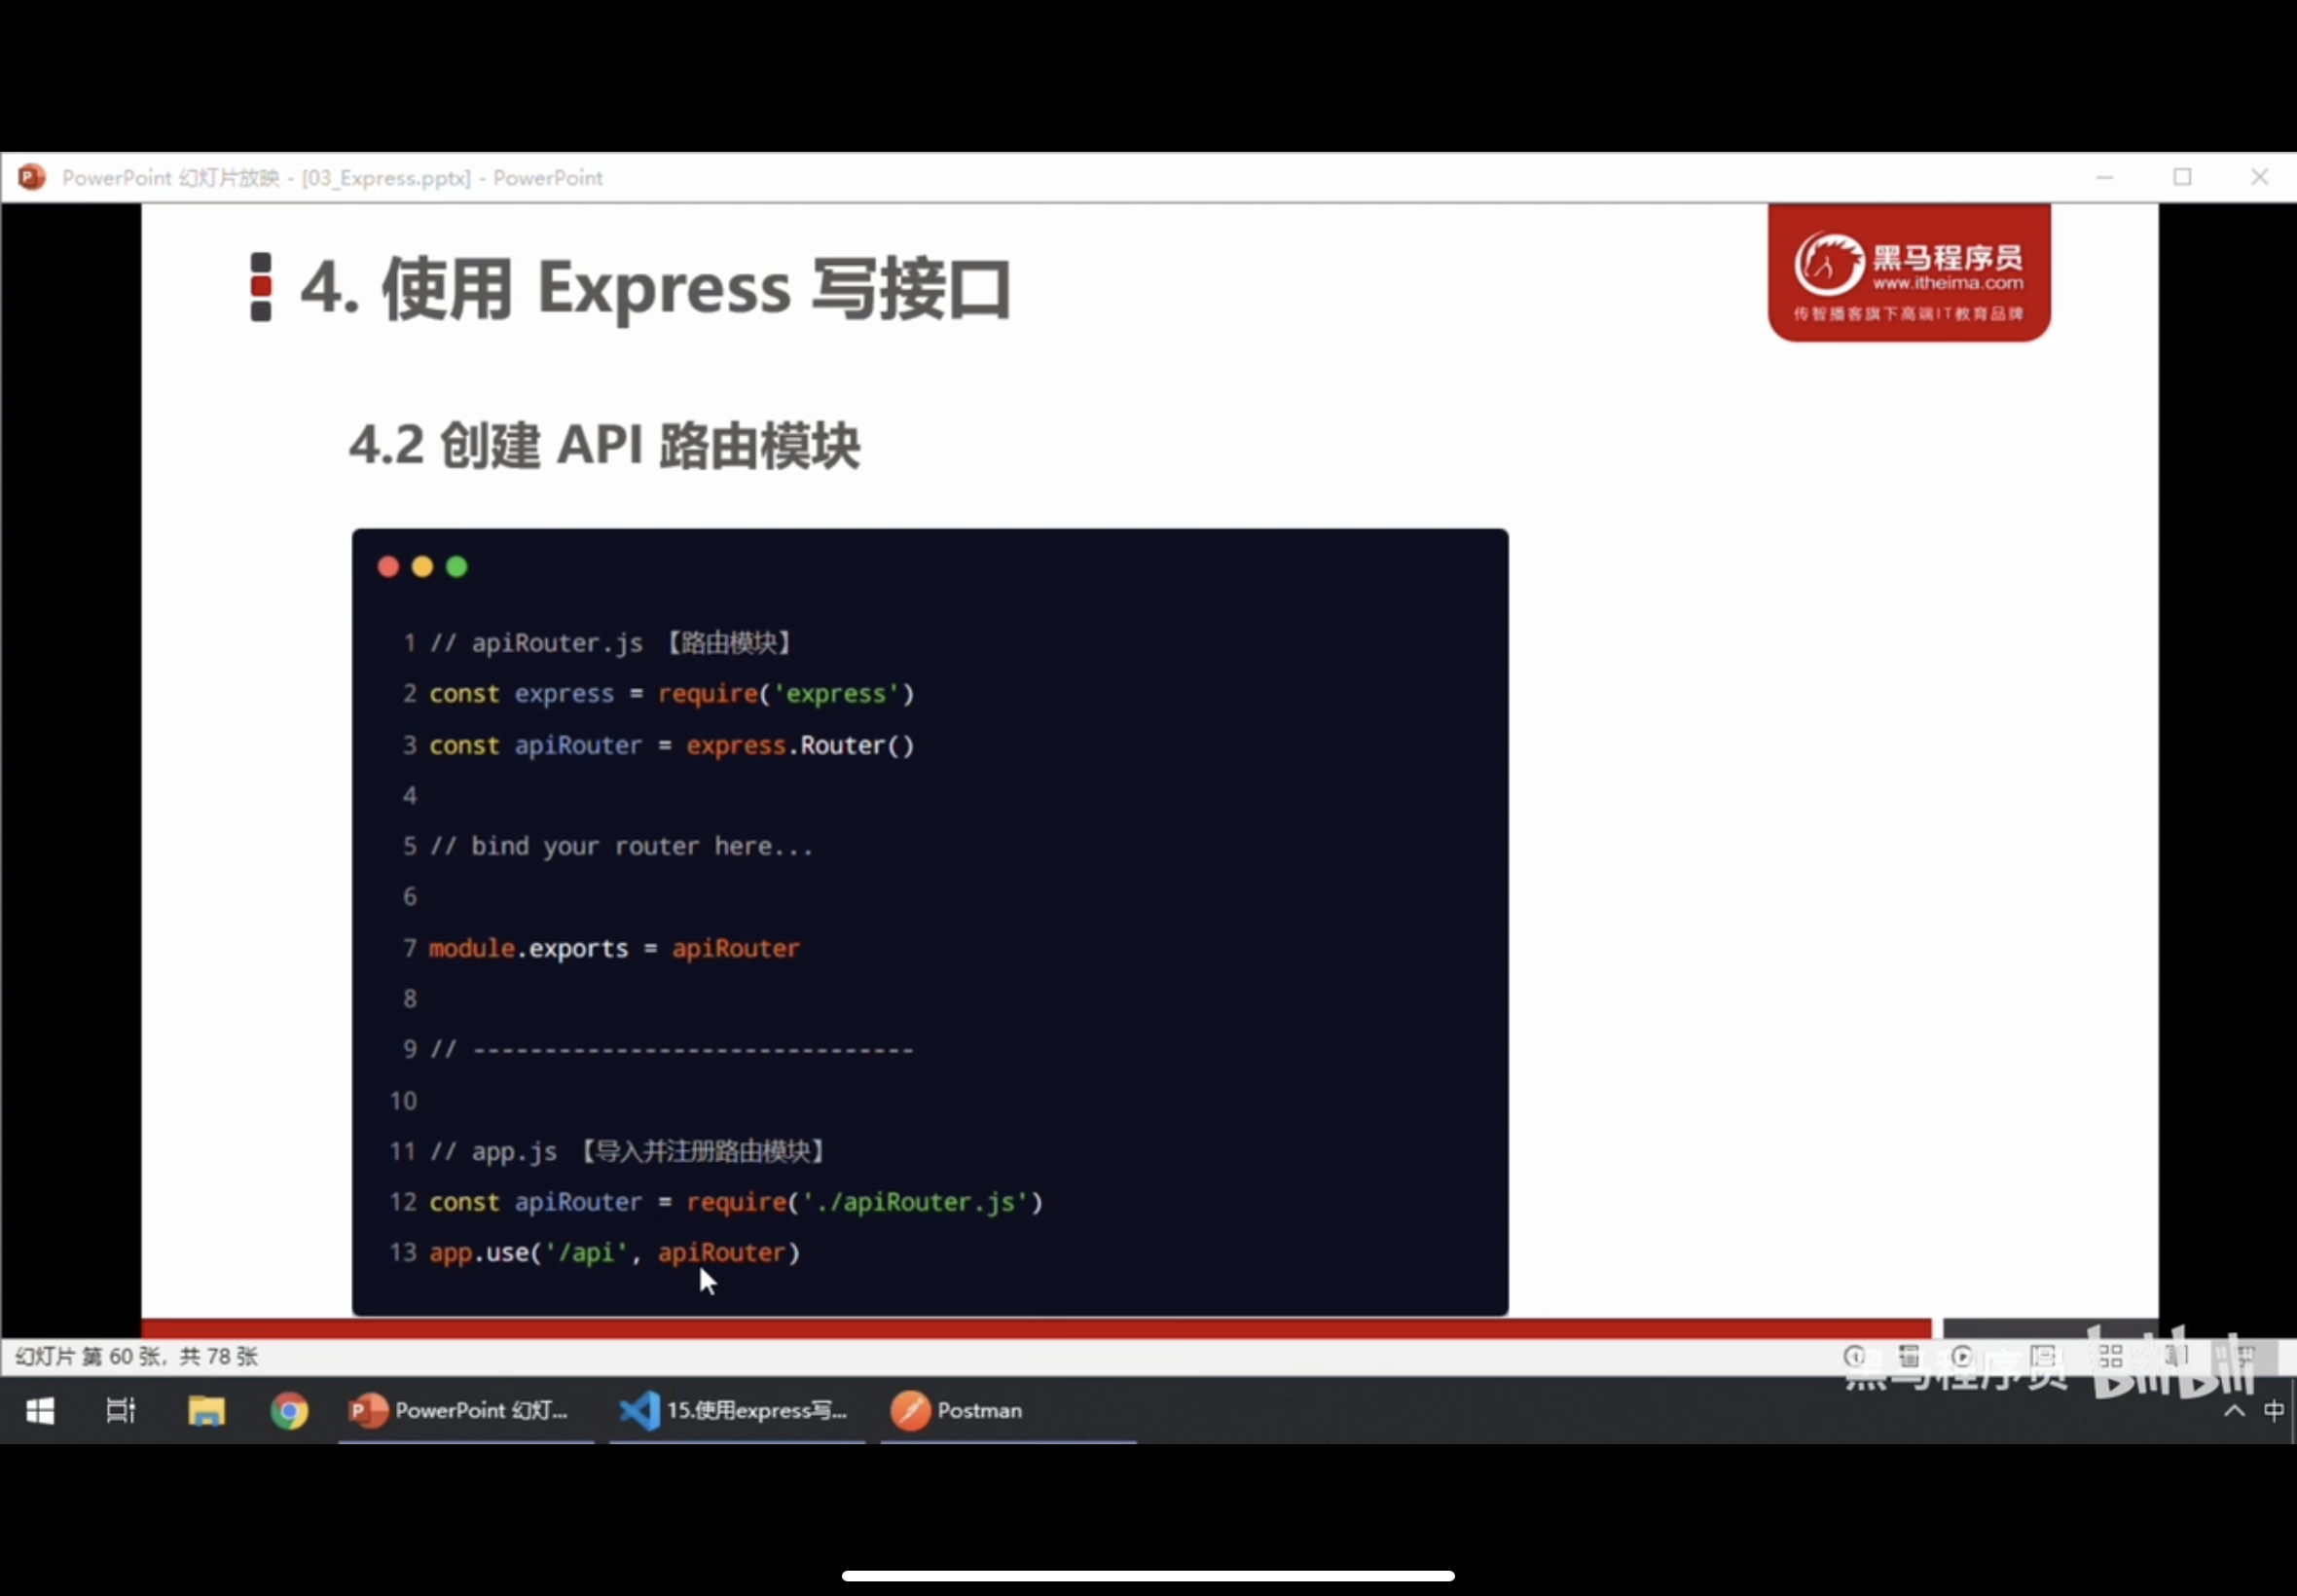 PowerPoint 幻灯片放映 - [03_Express.pptx] - PowerPoint
4. 使用 Express 写接口
黑马程序员
www.itheima.com
传智播客旗下高端IT教育品牌
4.2 创建 API 路由模块
1 // apiRouter.js 【路由模块】
2 const express = require('express')
3 const apiRouter = express.Router()
4
5 // bind your router here...
6
7 module.exports = apiRouter
8
9 // -------------------------------
10
11 // app.js 【导入并注册路由模块】
12 const apiRouter = require('./apiRouter.js')
13 app.use('/api', apiRouter)
幻灯片 第 60 张，共 78 张
黑马程序员 bilibili
PowerPoint 幻灯...
15.使用express写...
Postman
中